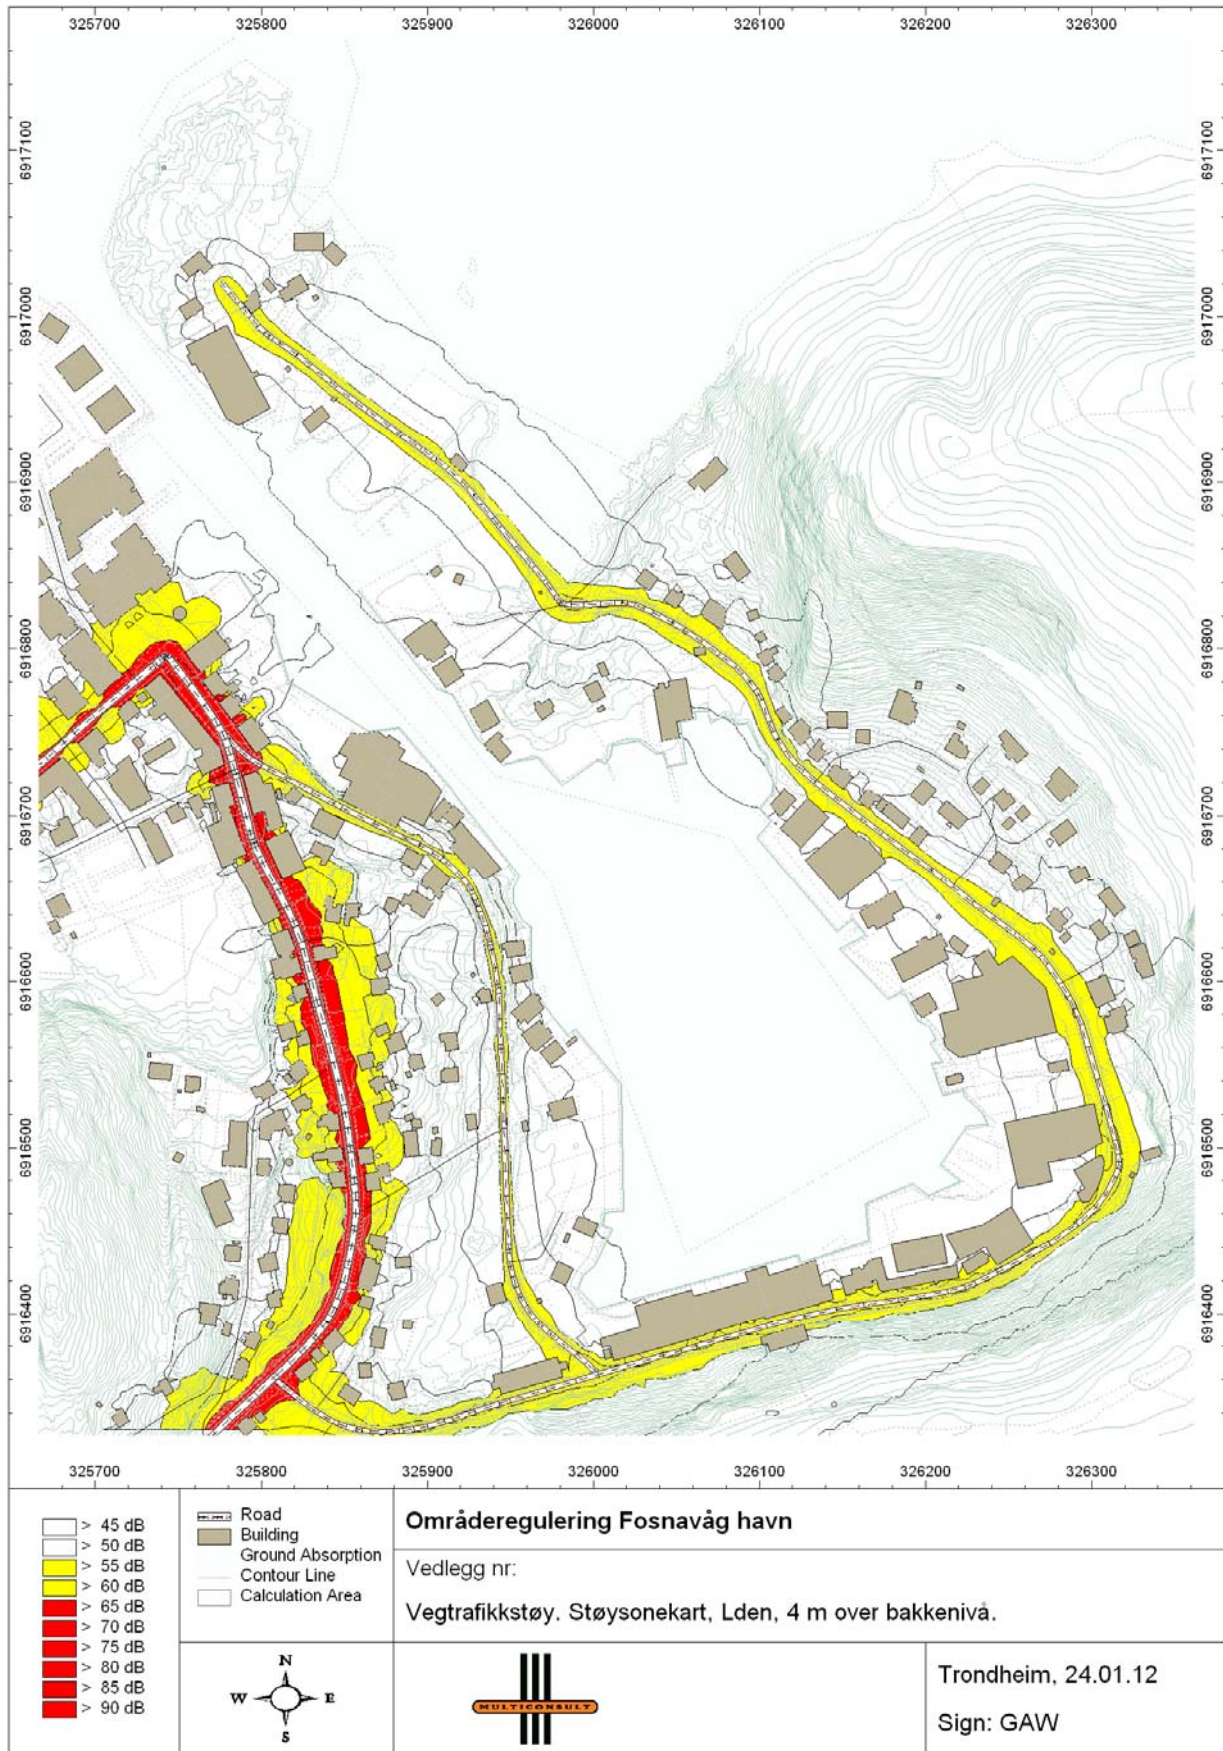 325700 325800 325900 326000 326100 326200 326300
6917100 6917100
6917000 6917000
6916900 6916900
6916800 6916800
6916700 6916700
6916600 6916600
6916500 6916500
6916400 6916400
325700 325800 325900 326000 326100 326200 326300
> 45 dB
> 50 dB
> 55 dB
> 60 dB
> 65 dB
> 70 dB
> 75 dB
> 80 dB
> 85 dB
> 90 dB
Road
Building
Ground Absorption
Contour Line
Calculation Area
Områderegulering Fosnavåg havn
Vedlegg nr:
Vegtrafikkstøy. Støysonekart, Lden, 4 m over bakkenivå.
N
W E
S
MULTICONSULT
Trondheim, 24.01.12
Sign: GAW